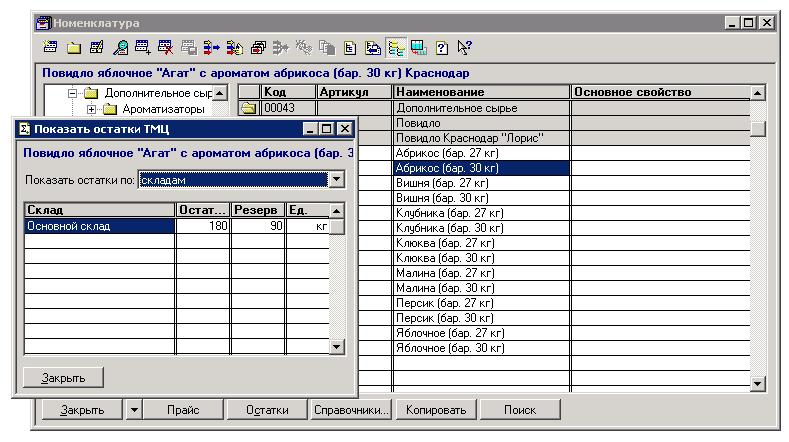 Номенклатура
Повидло яблочное "Агат" с ароматом абрикоса (бар. 30 кг) Краснодар
Дополнительное сыр
Ароматизаторы
Код Артикул Наименование Основное свойство
00043 Дополнительное сырье
Повидло
Повидло Краснодар "Лорис"
Абрикос (бар. 27 кг)
Абрикос (бар. 30 кг)
Вишня (бар. 27 кг)
Вишня (бар. 30 кг)
Клубника (бар. 27 кг)
Клубника (бар. 30 кг)
Клюква (бар. 27 кг)
Клюква (бар. 30 кг)
Малина (бар. 27 кг)
Малина (бар. 30 кг)
Персик (бар. 27 кг)
Персик (бар. 30 кг)
Яблочное (бар. 27 кг)
Яблочное (бар. 30 кг)
Показать остатки ТМЦ
Повидло яблочное "Агат" с ароматом абрикоса (бар. 3
Показать остатки по: складам
Склад Остат... Резерв Ед.
Основной склад 180 90 кг
Закрыть
Закрыть Прайс Остатки Справочники... Копировать Поиск